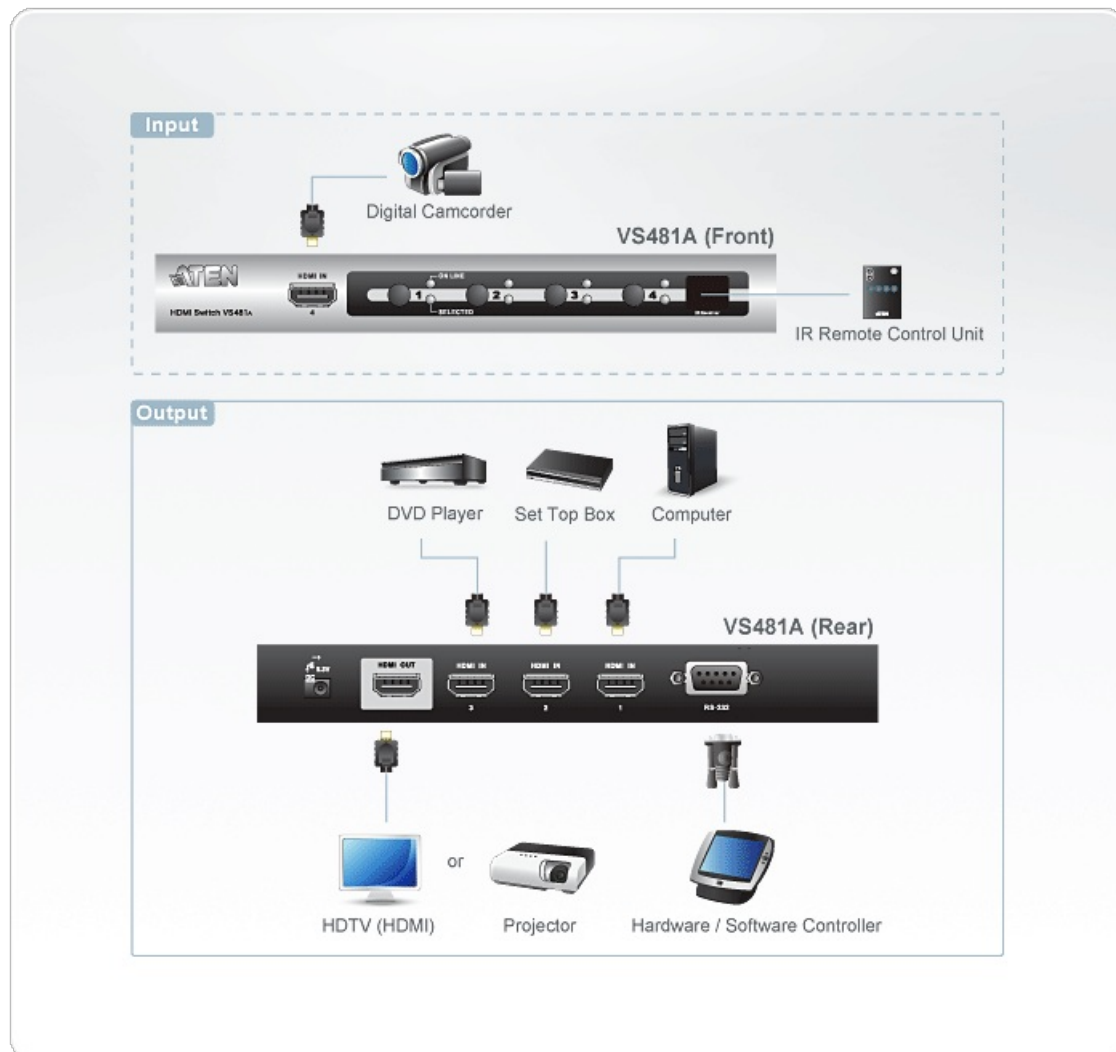 Input
Digital Camcorder
VS481A (Front)
ATEN
HDMI IN
ON LINE
1 2 3 4
4
SELECTED
HDMI Switch VS481A
IR Remote Control Unit
Output
DVD Player Set Top Box Computer
VS481A (Rear)
HDMI OUT HDMI IN HDMI IN HDMI IN
3 2 1 RS-232
or
HDTV (HDMI) Projector Hardware / Software Controller